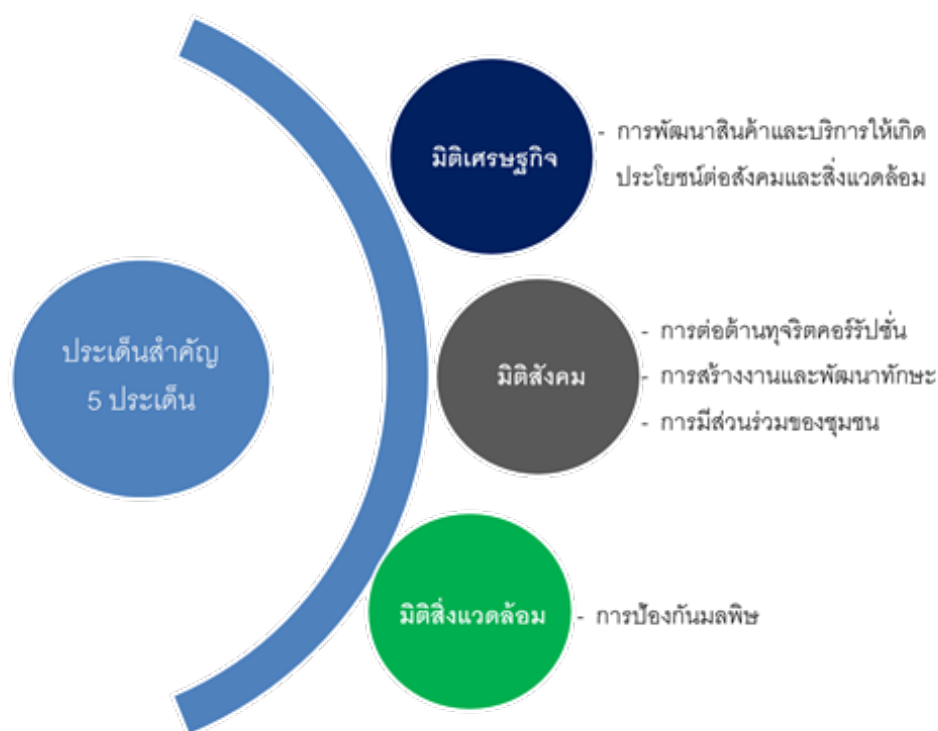 ประเด็นสำคัญ
5 ประเด็น
มิติเศรษฐกิจ
- การพัฒนาสินค้าและบริการให้เกิด
ประโยชน์ต่อสังคมและสิ่งแวดล้อม
มิติสังคม
- การต่อต้านทุจริตคอร์รัปชั่น
- การสร้างงานและพัฒนาทักษะ
- การมีส่วนร่วมของชุมชน
มิติสิ่งแวดล้อม
- การป้องกันมลพิษ